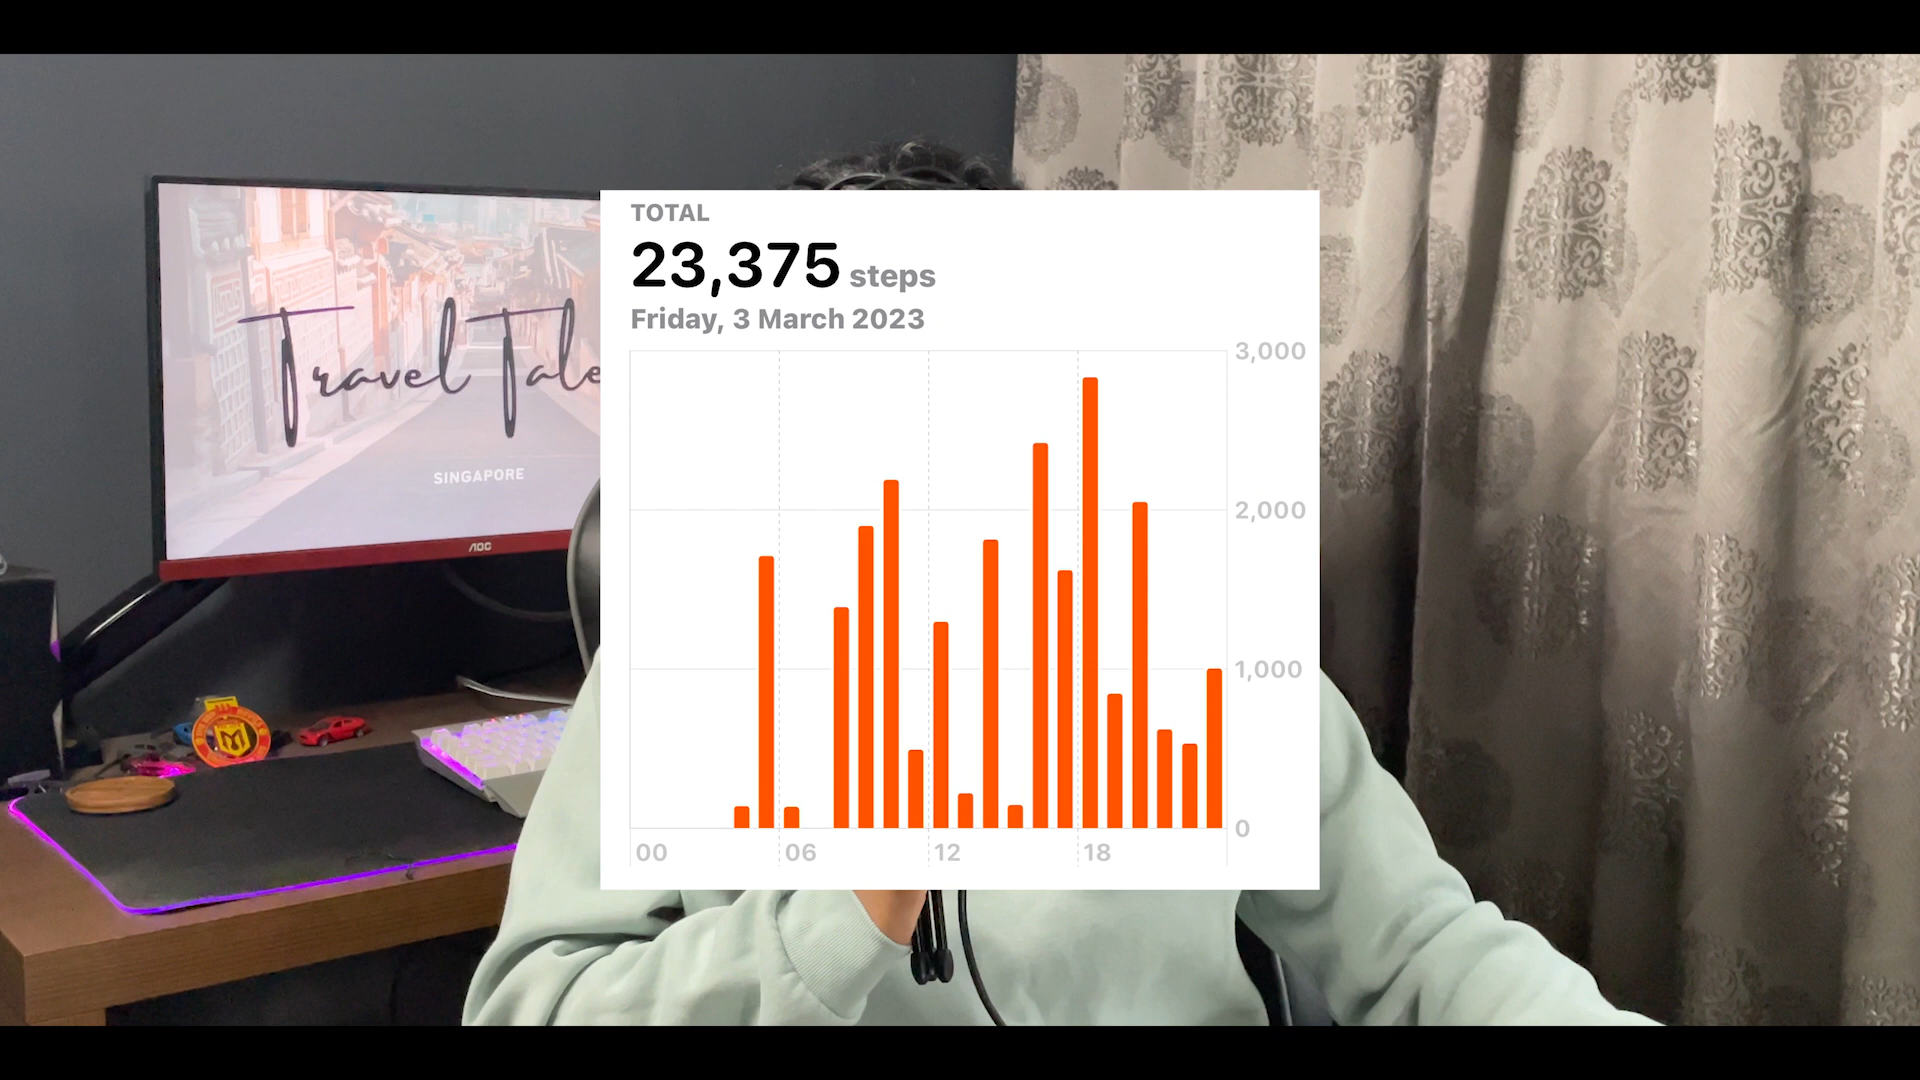 Travel Tale
SINGAPORE
AOC
TOTAL
23,375 steps
Friday, 3 March 2023
3,000
2,000
1,000
0
00 06 12 18